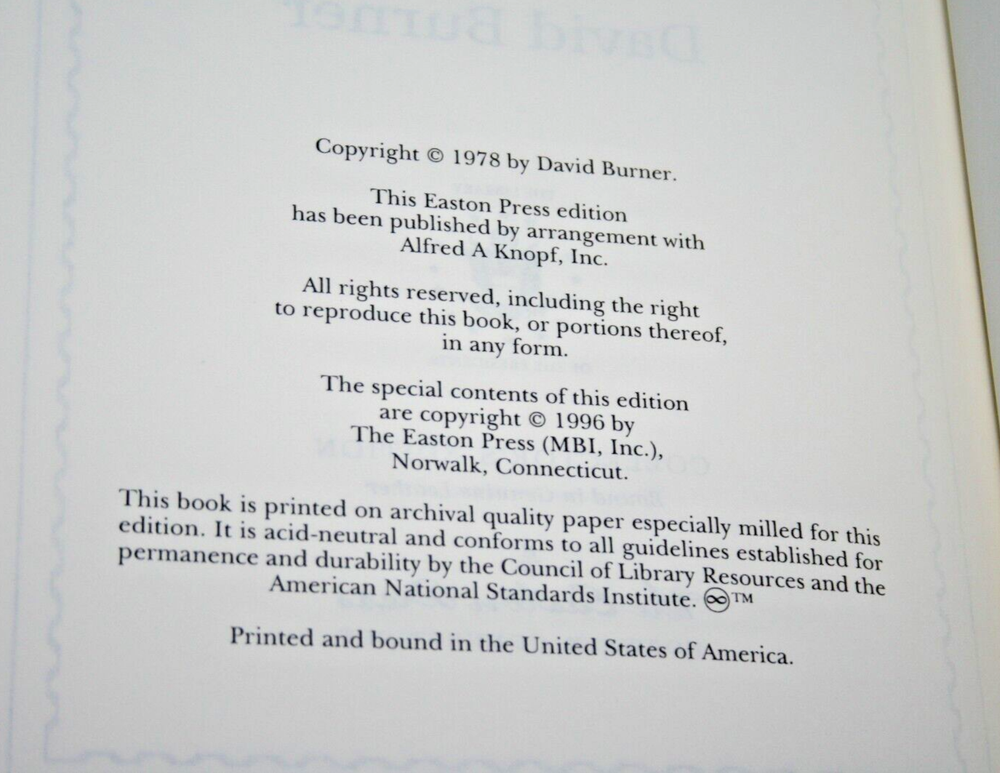 David Burner
Copyright © 1978 by David Burner.
This Easton Press edition
has been published by arrangement with
Alfred A Knopf, Inc.
All rights reserved, including the right
to reproduce this book, or portions thereof,
in any form.
The special contents of this edition
are copyright © 1996 by
The Easton Press (MBI, Inc.),
Norwalk, Connecticut.
This book is printed on archival quality paper especially milled for this
edition. It is acid-neutral and conforms to all guidelines established for
permanence and durability by the Council of Library Resources and the
American National Standards Institute. ♾™
Printed and bound in the United States of America.